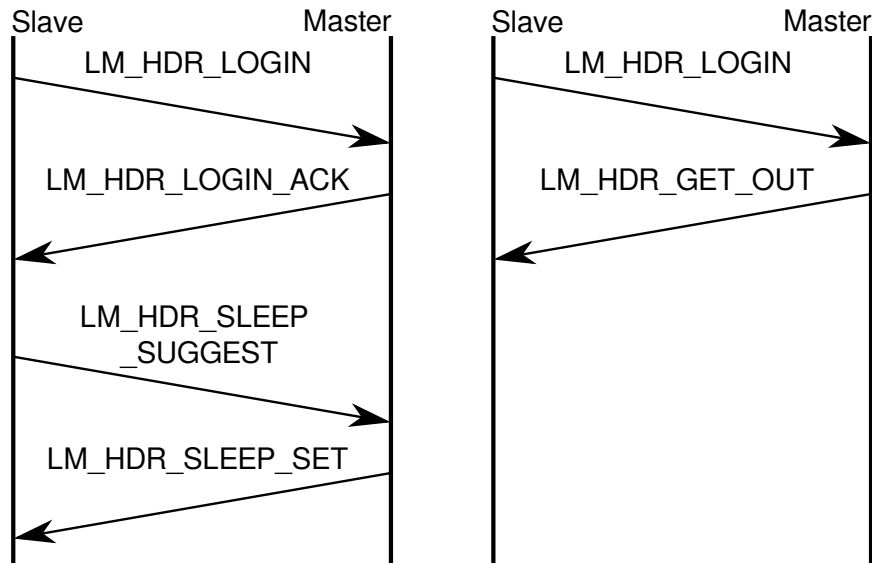 Slave Master
LM_HDR_LOGIN
LM_HDR_LOGIN_ACK
LM_HDR_SLEEP
_SUGGEST
LM_HDR_SLEEP_SET
Slave Master
LM_HDR_LOGIN
LM_HDR_GET_OUT